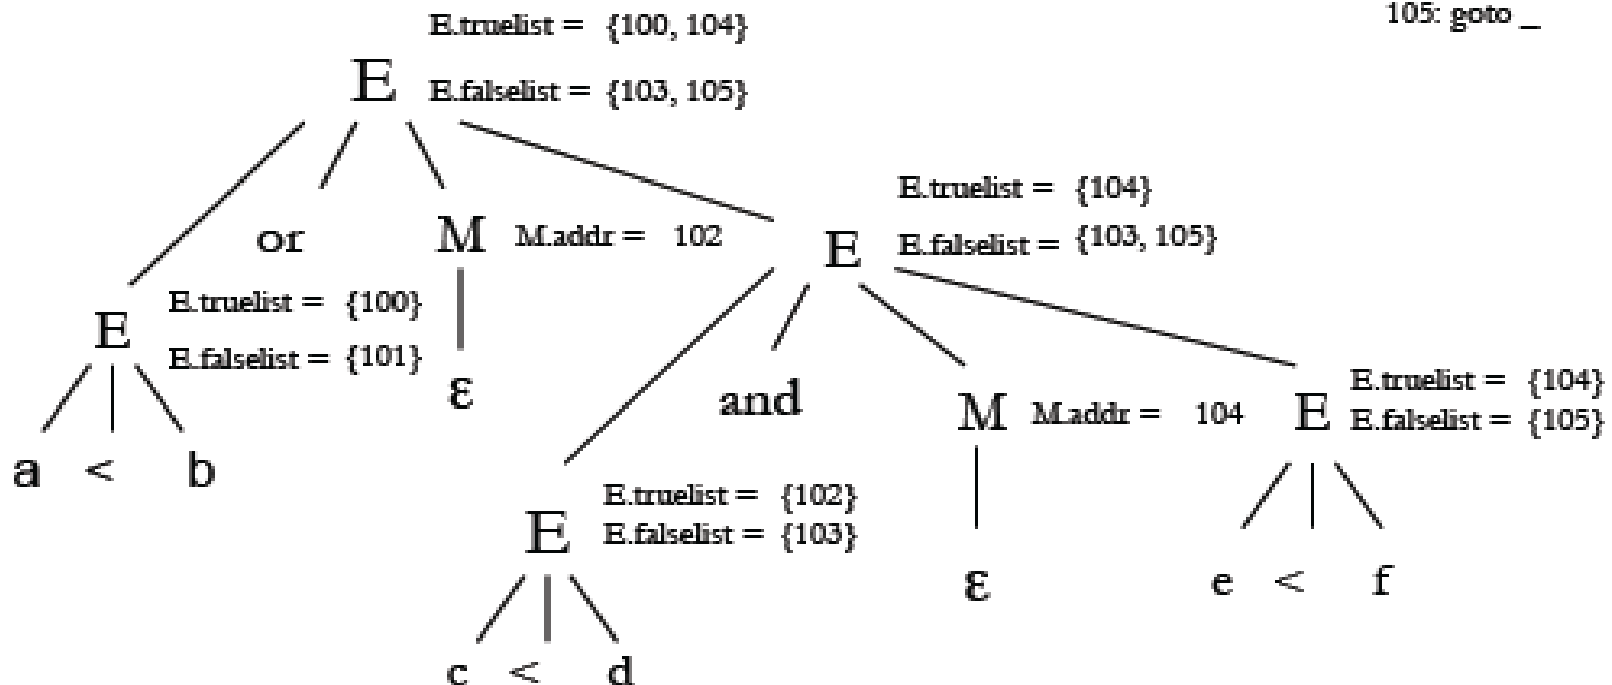 105: goto _
E.truelist = {100, 104}
E E.falselist = {103, 105}
E.truelist = {104}
or M M.addr = 102 E E.falselist = {103, 105}
E.truelist = {100}
E E.falselist = {101}
ε
E.truelist = {104}
and M M.addr = 104 E E.falselist = {105}
a < b
E.truelist = {102}
E E.falselist = {103}
ε e < f
c < d